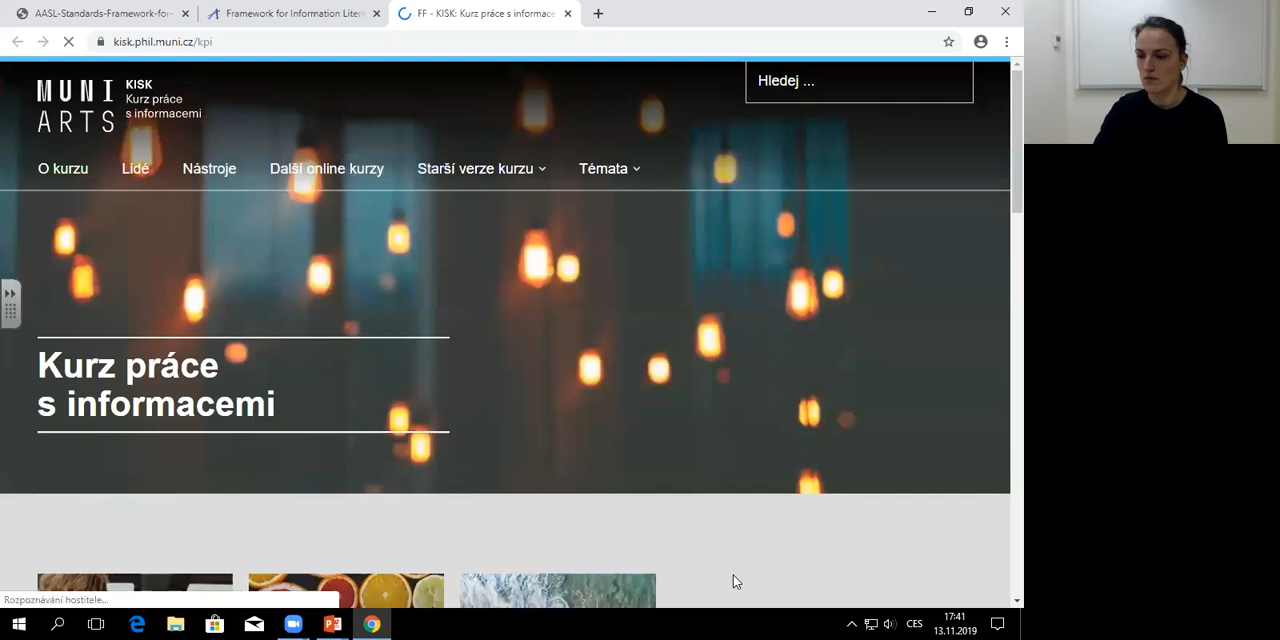 AASL-Standards-Framework-for-
Framework for Information Liter
FF - KISK: Kurz práce s informace
kisk.phil.muni.cz/kpi
MUNI
ARTS
KISK
Kurz práce
s informacemi
Hledej ...
O kurzu
Lidé
Nástroje
Další online kurzy
Starší verze kurzu
Témata
Kurz práce
s informacemi
Rozpoznávání hostitele...
CES
17:41
13.11.2019